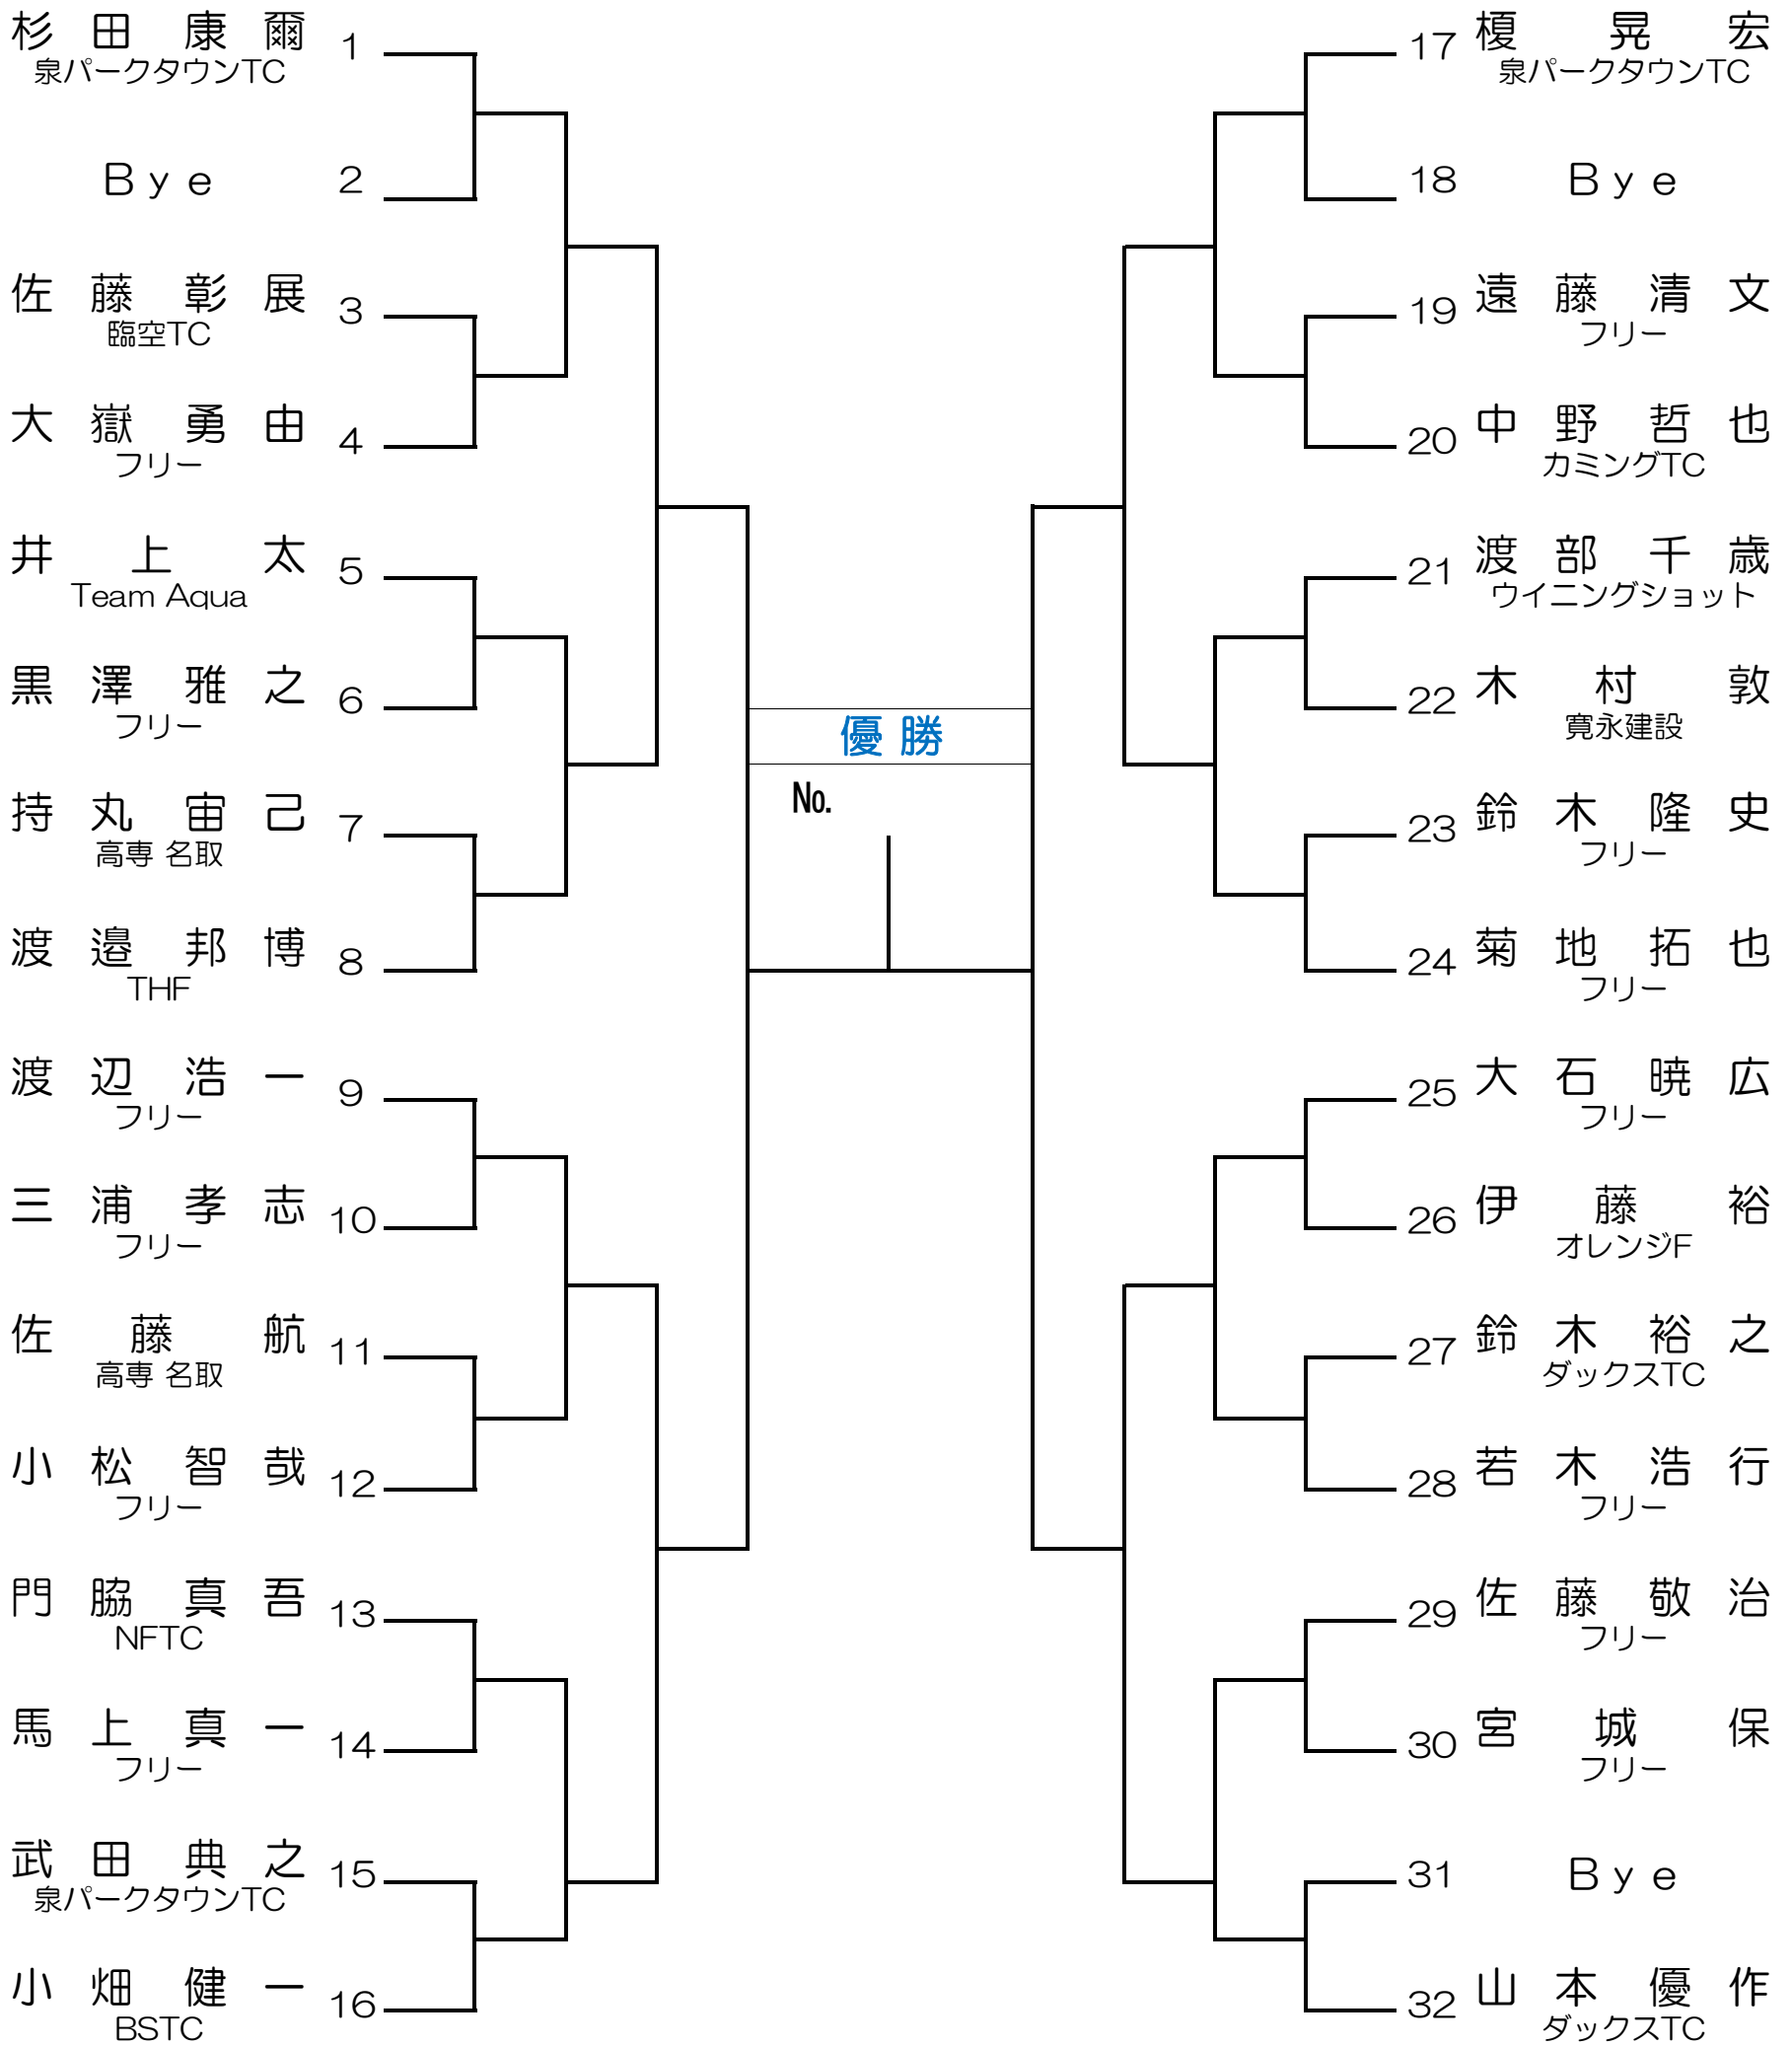 杉田康爾 1
泉パークタウンTC
Bye 2
佐藤彰展 3
臨空TC
大嶽勇由 4
フリー
井上太 5
Team Aqua
黒澤雅之 6
フリー
持丸宙己 7
高専 名取
渡邉邦博 8
THF
渡辺浩一 9
フリー
三浦孝志 10
フリー
佐藤航 11
高専 名取
小松智哉 12
フリー
門脇真吾 13
NFTC
馬上真一 14
フリー
武田典之 15
泉パークタウンTC
小畑健一 16
BSTC
優勝
№
17 榎晃宏
泉パークタウンTC
18 Bye
19 遠藤清文
フリー
20 中野哲也
カミングTC
21 渡部千歳
ウイニングショット
22 木村敦
寛永建設
23 鈴木隆史
フリー
24 菊地拓也
フリー
25 大石暁広
フリー
26 伊藤裕
オレンジF
27 鈴木裕之
ダックスTC
28 若木浩行
フリー
29 佐藤敬治
フリー
30 宮城保
フリー
31 Bye
32 山本優作
ダックスTC